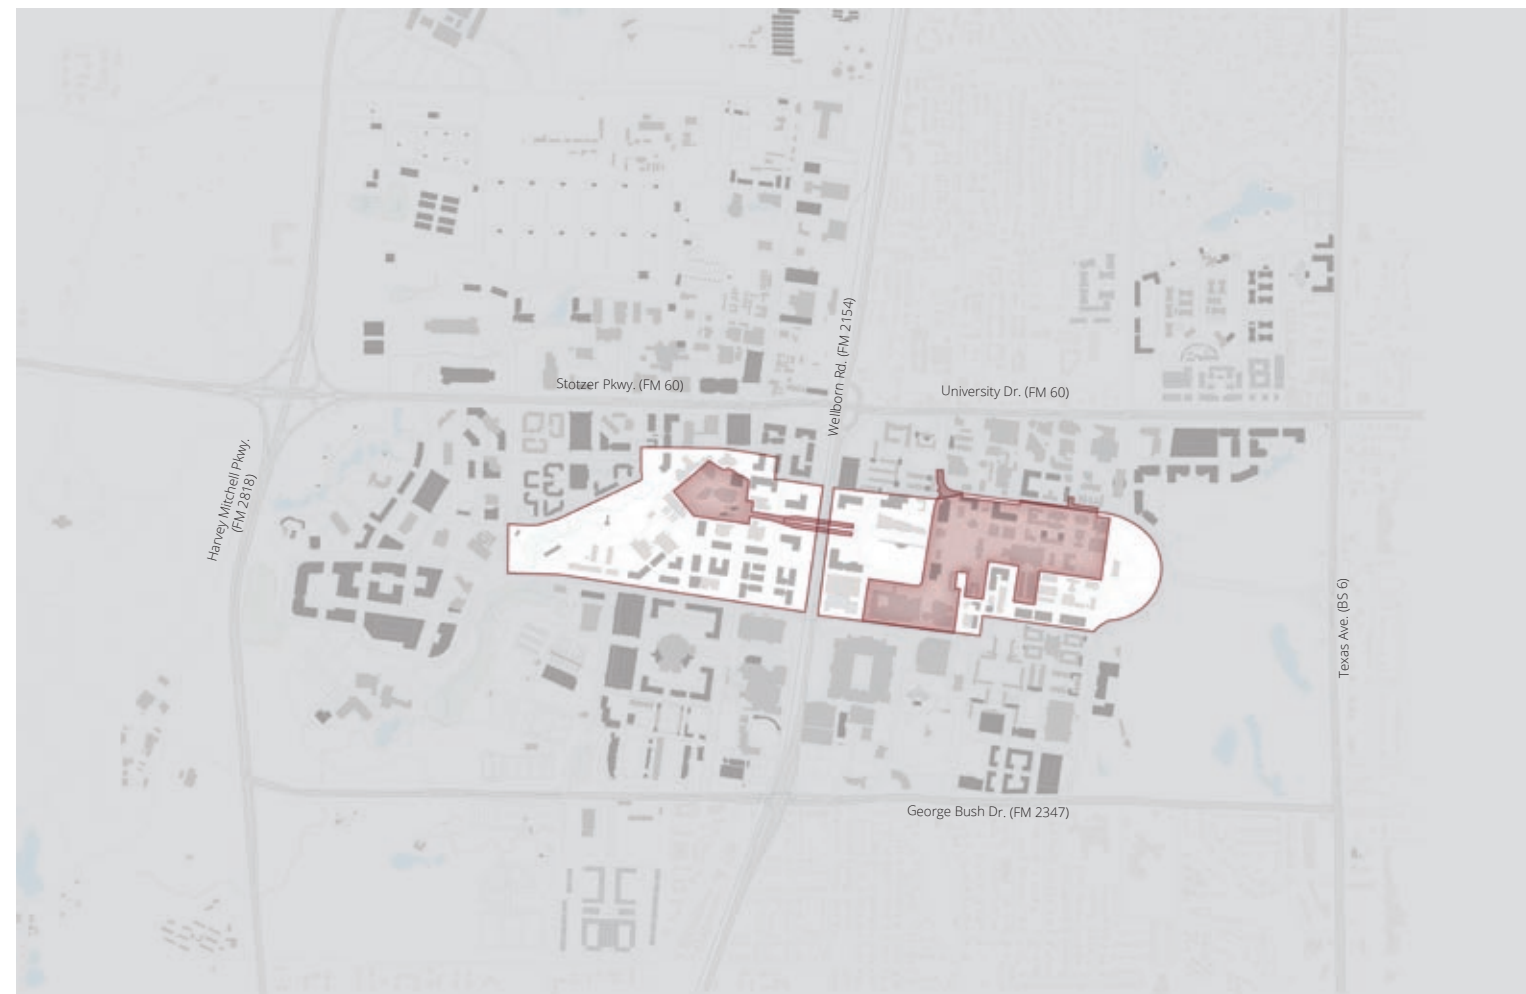 Wellborn Rd. (FM 2154)
Stotzer Pkwy. (FM 60)
University Dr. (FM 60)
Harvey Mitchell Pkwy.
(FM 2818)
Texas Ave. (BS 6)
George Bush Dr. (FM 2347)